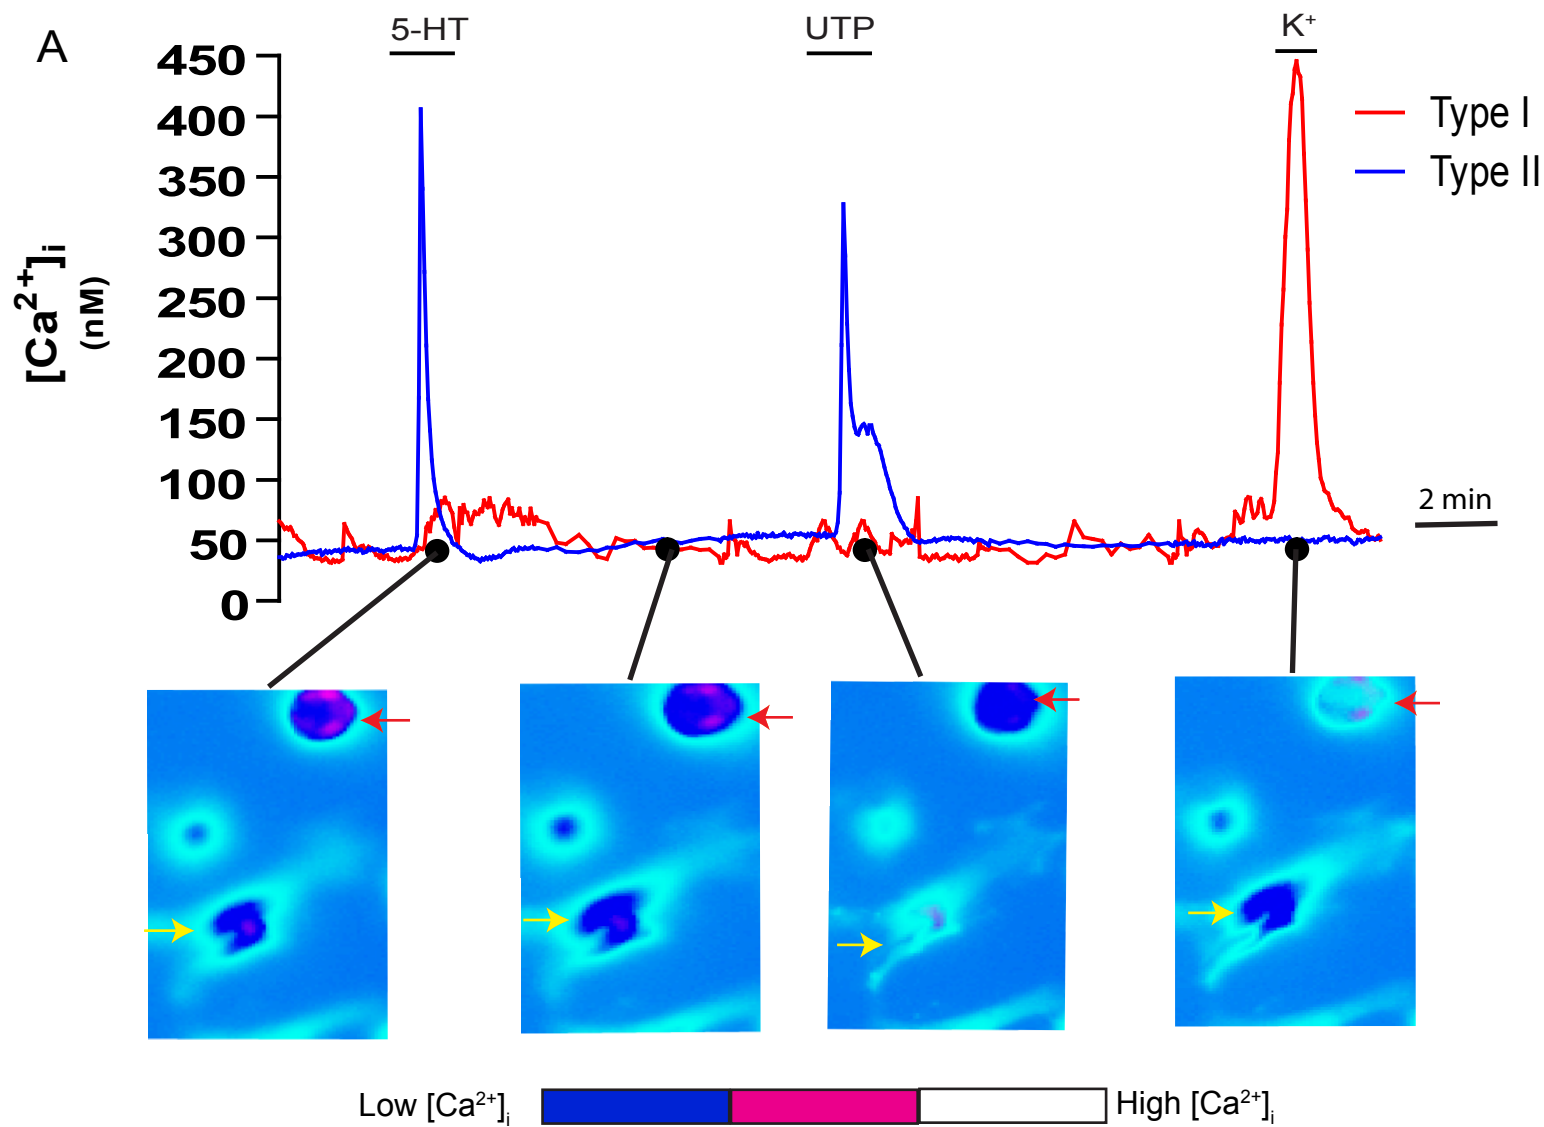 A
5-HT
UTP
K⁺
450
400
350
300
250
200
150
100
50
0
[Ca²⁺]ᵢ
(nM)
Type I
Type II
2 min
Low [Ca²⁺]ᵢ
High [Ca²⁺]ᵢ